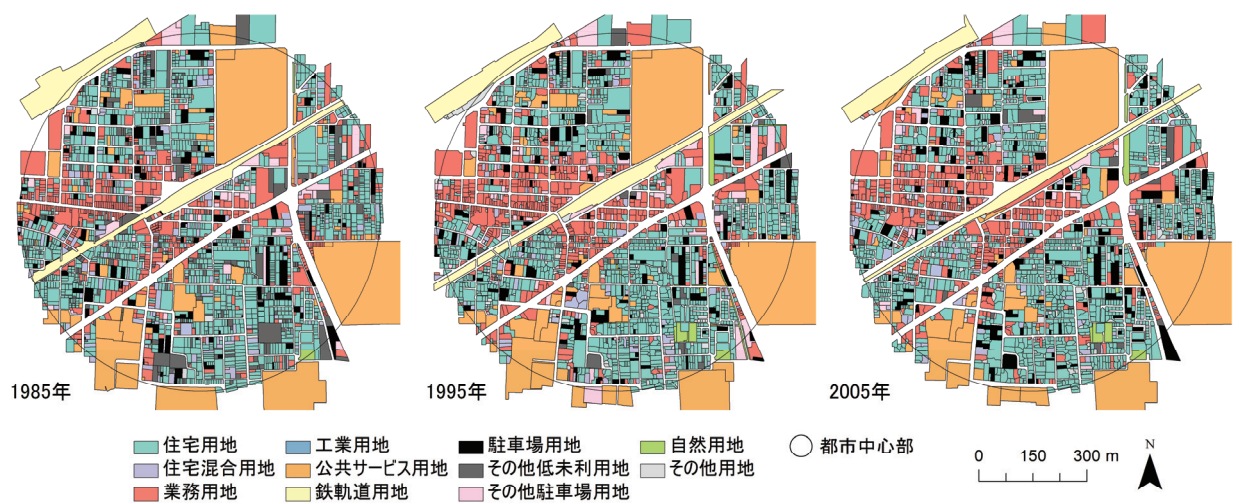 1985年
1995年
2005年
住宅用地 工業用地 駐車場用地 自然用地 都市中心部
住宅混合用地 公共サービス用地 その他低未利用地 その他用地
業務用地 鉄軌道用地 その他駐車場用地
0 150 300 m
N